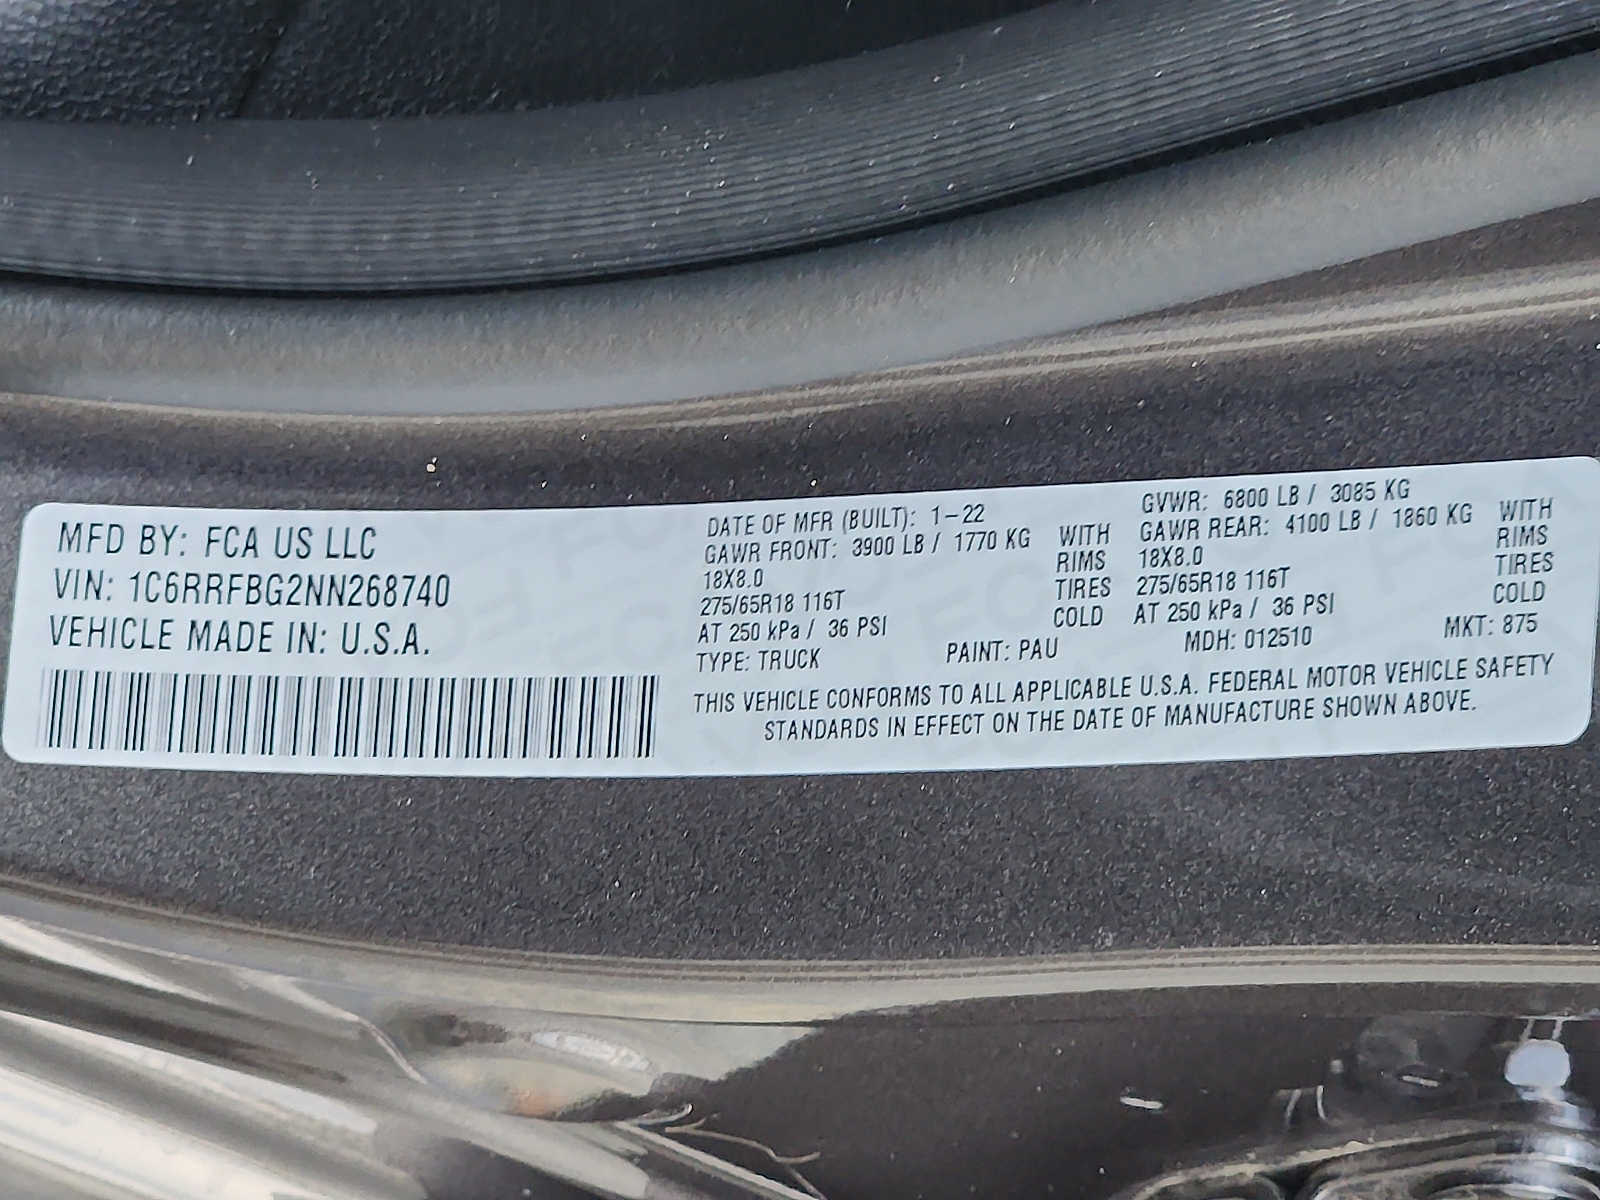 MFD BY: FCA US LLC
VIN: 1C6RRFBG2NN268740
VEHICLE MADE IN: U.S.A.
DATE OF MFR (BUILT): 1-22
GAWR FRONT: 3900 LB / 1770 KG WITH
18X8.0 RIMS
275/65R18 116T TIRES
AT 250 kPa / 36 PSI COLD
GVWR: 6800 LB / 3085 KG
GAWR REAR: 4100 LB / 1860 KG WITH
18X8.0 RIMS
275/65R18 116T TIRES
AT 250 kPa / 36 PSI COLD
TYPE: TRUCK PAINT: PAU MDH: 012510 MKT: 875
THIS VEHICLE CONFORMS TO ALL APPLICABLE U.S.A. FEDERAL MOTOR VEHICLE SAFETY
STANDARDS IN EFFECT ON THE DATE OF MANUFACTURE SHOWN ABOVE.